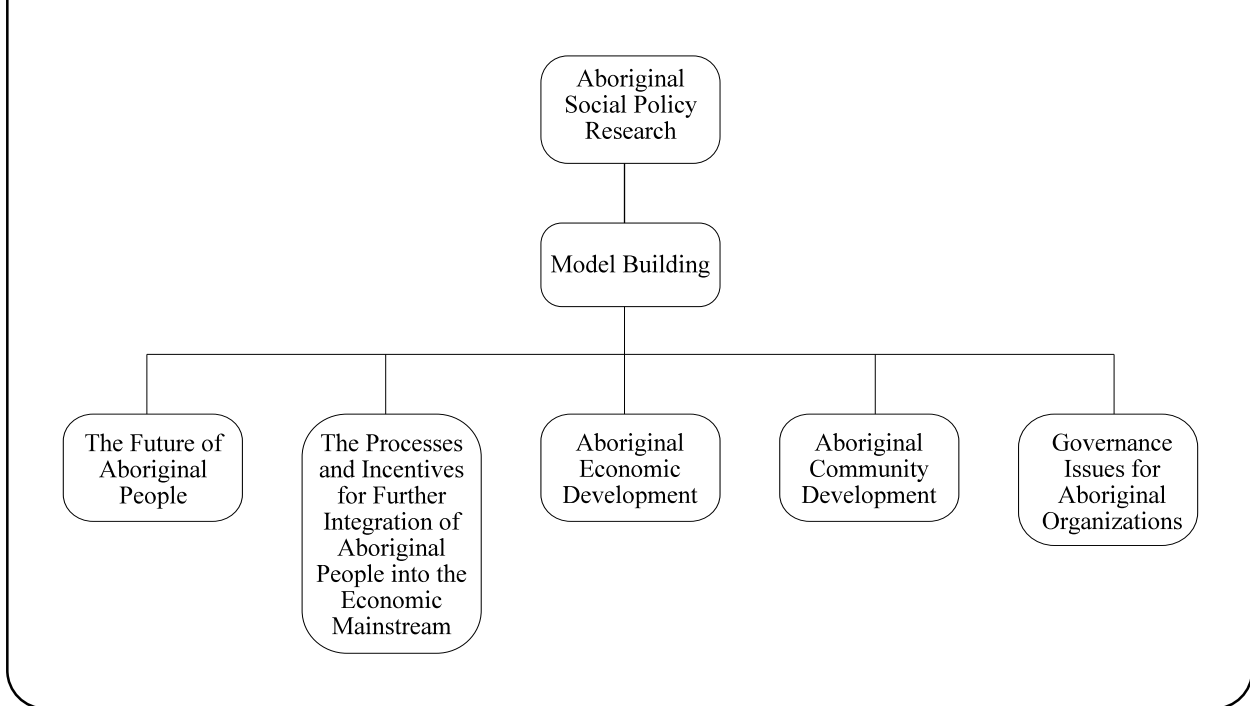 Aboriginal
Social Policy
Research
Model Building
The Future of
Aboriginal
People
The Processes
and Incentives
for Further
Integration of
Aboriginal
People into the
Economic
Mainstream
Aboriginal
Economic
Development
Aboriginal
Community
Development
Governance
Issues for
Aboriginal
Organizations